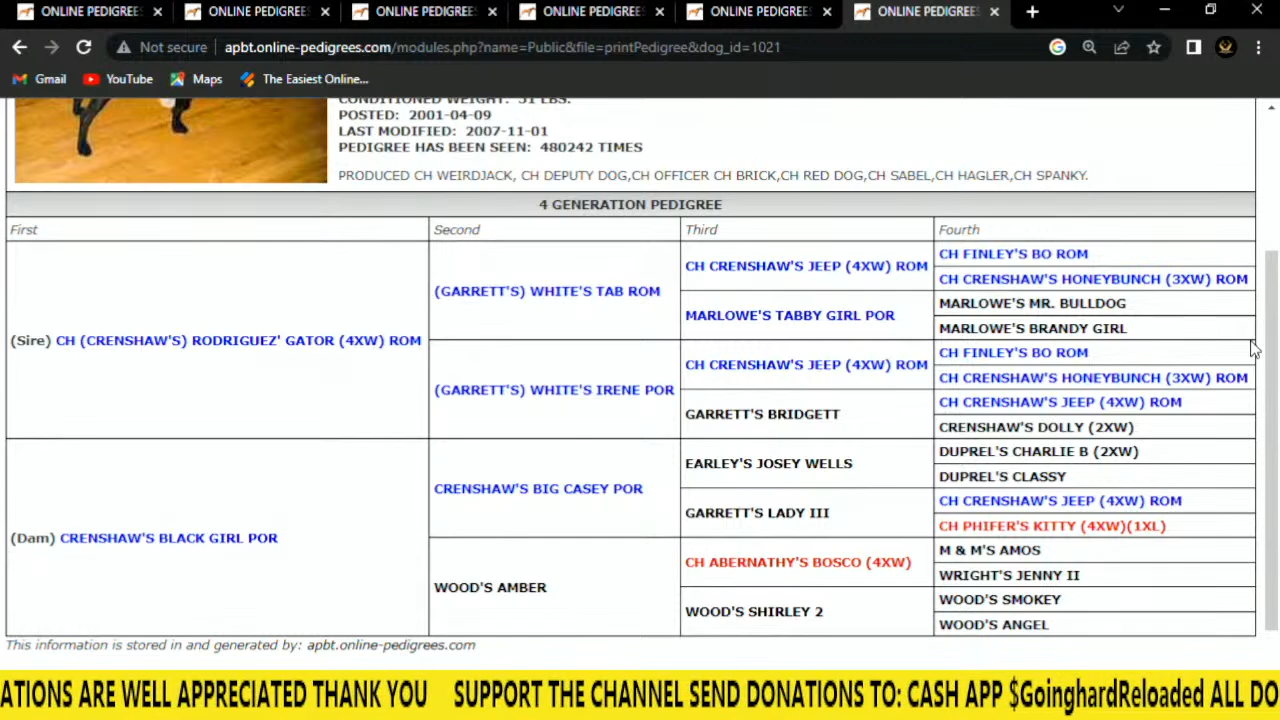 ONLINE PEDIGREES
ONLINE PEDIGREES
ONLINE PEDIGREES
ONLINE PEDIGREES
ONLINE PEDIGREES
ONLINE PEDIGREES
Not secure apbt.online-pedigrees.com/modules.php?name=Public&file=printPedigree&dog_id=1021
Gmail YouTube Maps The Easiest Online...
CONDITIONED WEIGHT: 51 LBS.
POSTED: 2001-04-09
LAST MODIFIED: 2007-11-01
PEDIGREE HAS BEEN SEEN: 480242 TIMES
PRODUCED CH WEIRDJACK, CH DEPUTY DOG,CH OFFICER CH BRICK,CH RED DOG,CH SABEL,CH HAGLER,CH SPANKY.
4 GENERATION PEDIGREE
First Second Third Fourth
(Sire) CH (CRENSHAW'S) RODRIGUEZ' GATOR (4XW) ROM
(GARRETT'S) WHITE'S TAB ROM
CH CRENSHAW'S JEEP (4XW) ROM
CH FINLEY'S BO ROM
CH CRENSHAW'S HONEYBUNCH (3XW) ROM
MARLOWE'S TABBY GIRL POR
MARLOWE'S MR. BULLDOG
MARLOWE'S BRANDY GIRL
(GARRETT'S) WHITE'S IRENE POR
CH CRENSHAW'S JEEP (4XW) ROM
CH FINLEY'S BO ROM
CH CRENSHAW'S HONEYBUNCH (3XW) ROM
GARRETT'S BRIDGETT
CH CRENSHAW'S JEEP (4XW) ROM
CRENSHAW'S DOLLY (2XW)
(Dam) CRENSHAW'S BLACK GIRL POR
CRENSHAW'S BIG CASEY POR
EARLEY'S JOSEY WELLS
DUPREL'S CHARLIE B (2XW)
DUPREL'S CLASSY
GARRETT'S LADY III
CH CRENSHAW'S JEEP (4XW) ROM
CH PHIFER'S KITTY (4XW)(1XL)
WOOD'S AMBER
CH ABERNATHY'S BOSCO (4XW)
M & M'S AMOS
WRIGHT'S JENNY II
WOOD'S SHIRLEY 2
WOOD'S SMOKEY
WOOD'S ANGEL
This information is stored in and generated by: apbt.online-pedigrees.com
ATIONS ARE WELL APPRECIATED THANK YOU SUPPORT THE CHANNEL SEND DONATIONS TO: CASH APP $GoinghardReloaded ALL DO